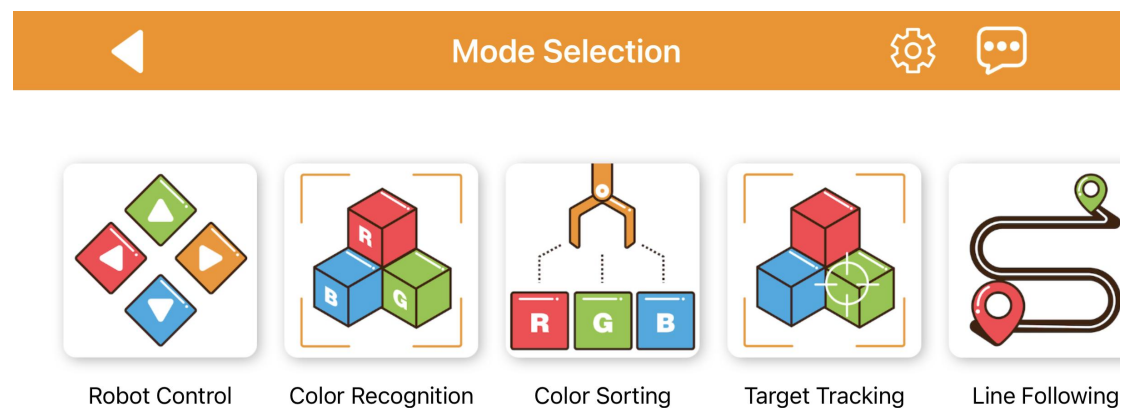 Mode Selection
R
B
G
R
G
B
Robot Control
Color Recognition
Color Sorting
Target Tracking
Line Following